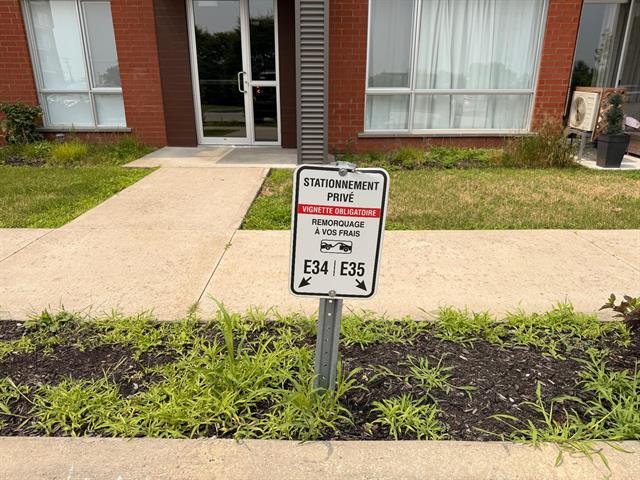 STATIONNEMENT
PRIVÉ
VIGNETTE OBLIGATOIRE
REMORQUAGE
À VOS FRAIS
E34 | E35